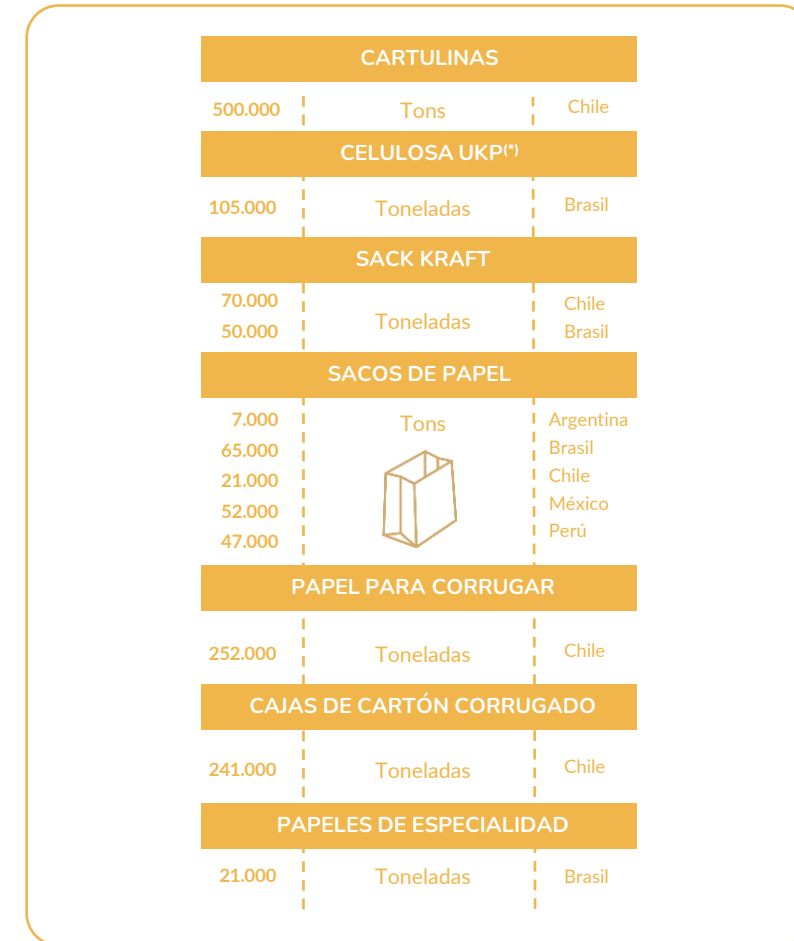 CARTULINAS
500.000 Tons Chile
CELULOSA UKP(*)
105.000 Toneladas Brasil
SACK KRAFT
70.000 Toneladas Chile
50.000 Brasil
SACOS DE PAPEL
7.000 Tons Argentina
65.000 Brasil
21.000 Chile
52.000 México
47.000 Perú
PAPEL PARA CORRUGAR
252.000 Toneladas Chile
CAJAS DE CARTÓN CORRUGADO
241.000 Toneladas Chile
PAPELES DE ESPECIALIDAD
21.000 Toneladas Brasil